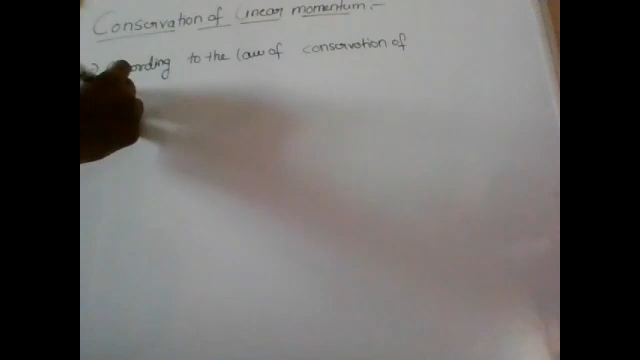 Conservation of Linear momentum :-
to the law of conservation of